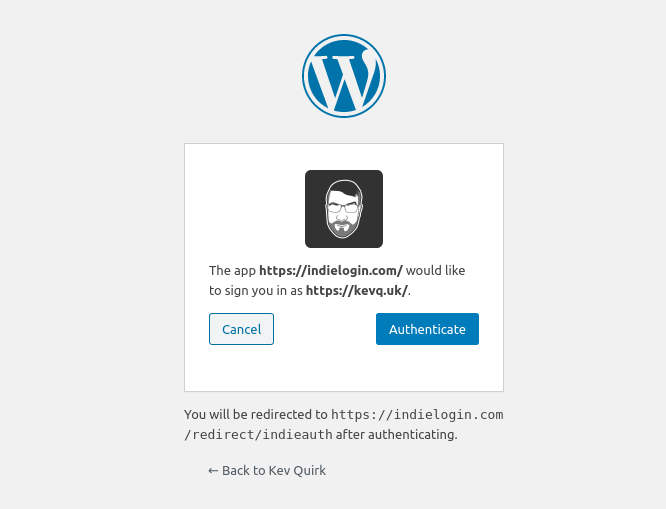 The app https://indielogin.com/ would like
to sign you in as https://kevq.uk/.
Cancel
Authenticate
You will be redirected to https://indielogin.com
/redirect/indieauth after authenticating.
← Back to Kev Quirk